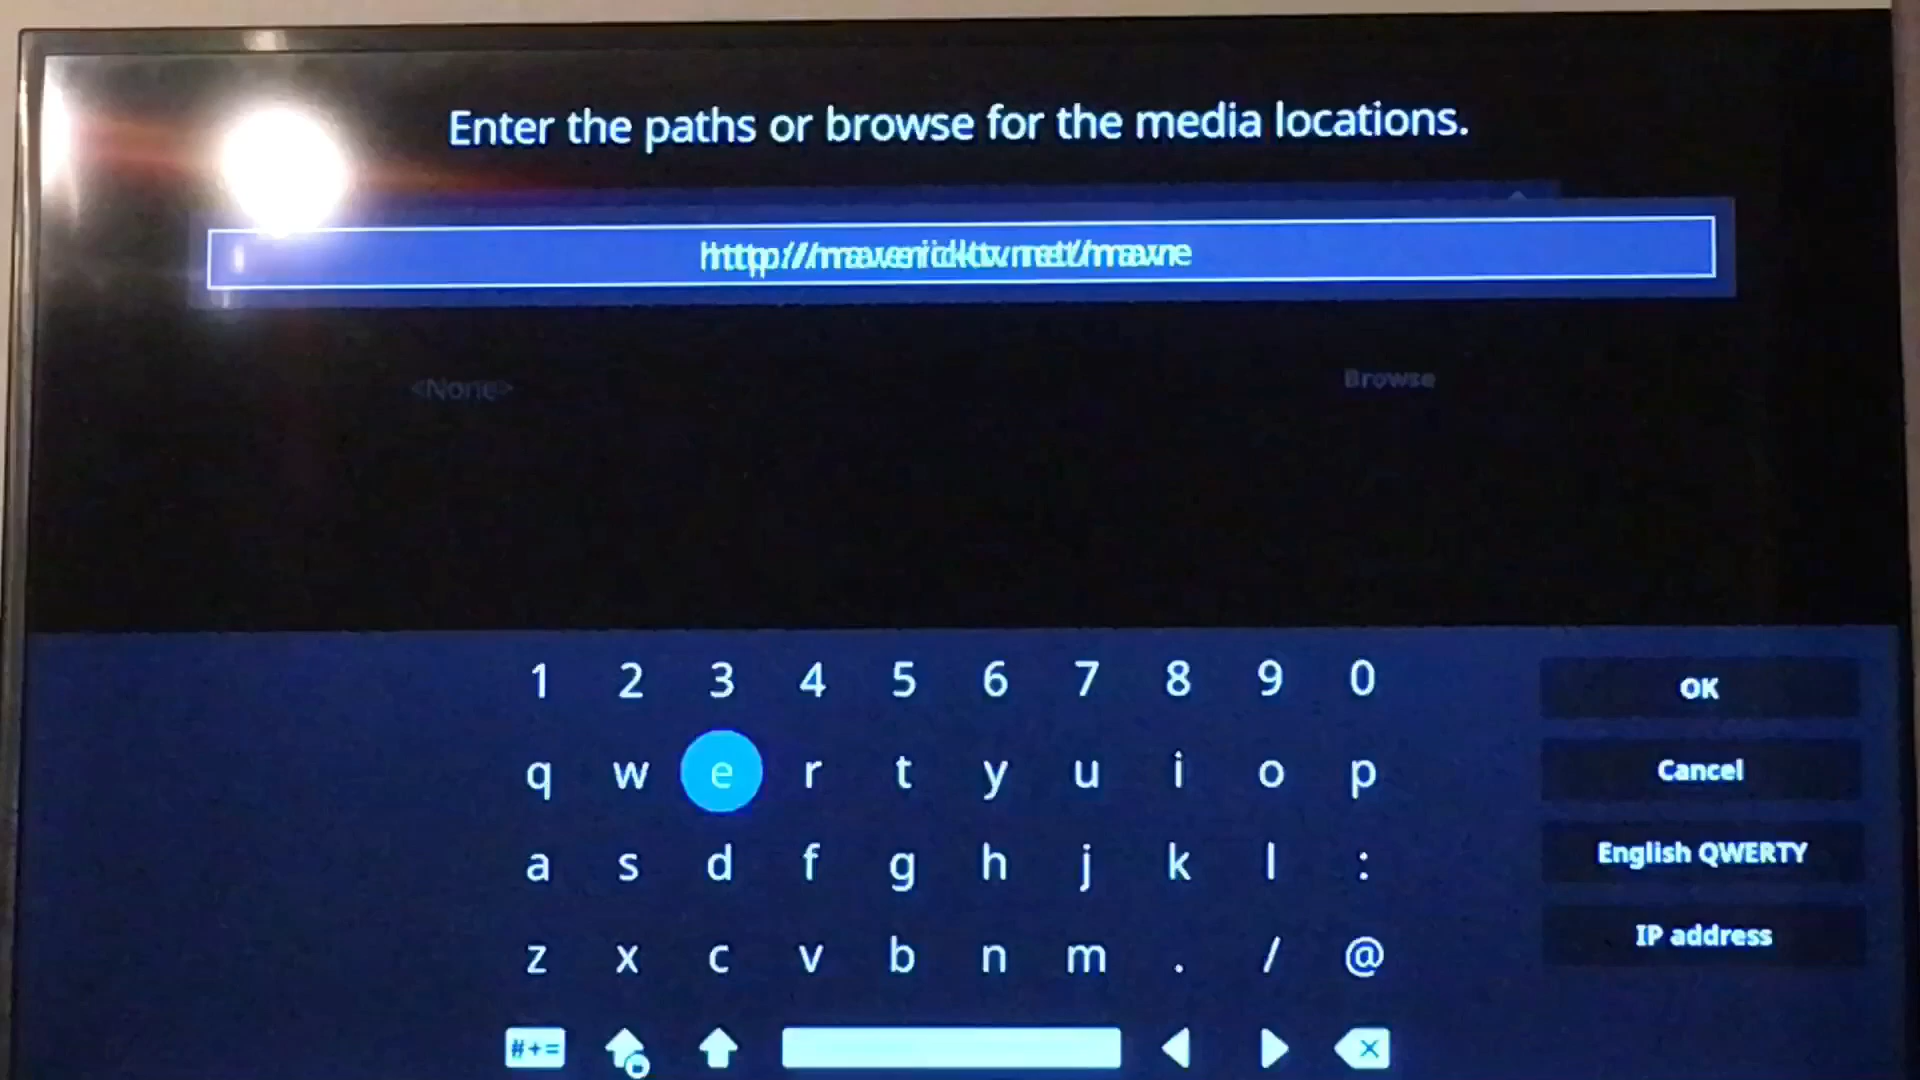 Enter the paths or browse for the media locations.
<None>
Browse
1 2 3 4 5 6 7 8 9 0
OK
q w e r t y u i o p
Cancel
a s d f g h j k l :
English QWERTY
z x c v b n m . / @
IP address
#+=